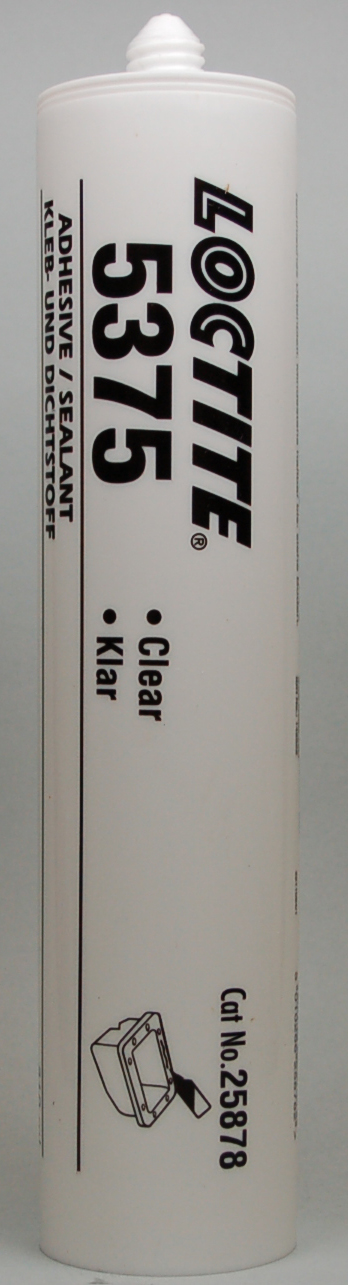 LOCTITE®
5375
ADHESIVE / SEALANT
KLEB- UND DICHTSTOFF
• Clear
• Klar
Cat No.25878